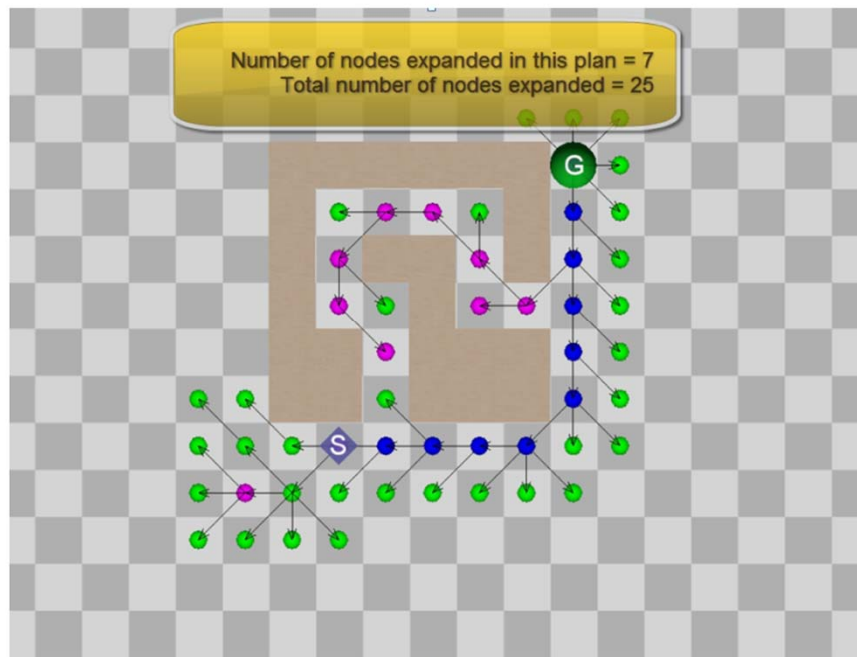 Number of nodes expanded in this plan = 7
Total number of nodes expanded = 25
G
S